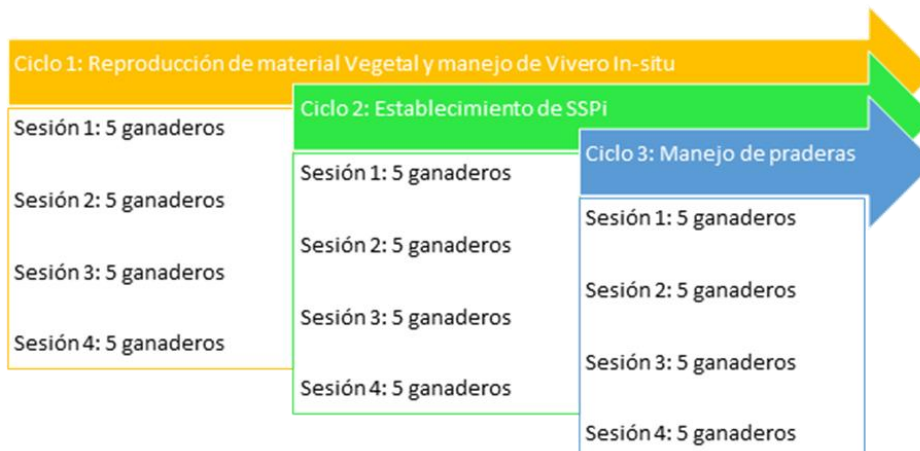 Ciclo 1: Reproducción de material Vegetal y manejo de Vivero In-situ
Sesión 1: 5 ganaderos
Sesión 2: 5 ganaderos
Sesión 3: 5 ganaderos
Sesión 4: 5 ganaderos
Ciclo 2: Establecimiento de SSPi
Sesión 1: 5 ganaderos
Sesión 2: 5 ganaderos
Sesión 3: 5 ganaderos
Sesión 4: 5 ganaderos
Ciclo 3: Manejo de praderas
Sesión 1: 5 ganaderos
Sesión 2: 5 ganaderos
Sesión 3: 5 ganaderos
Sesión 4: 5 ganaderos